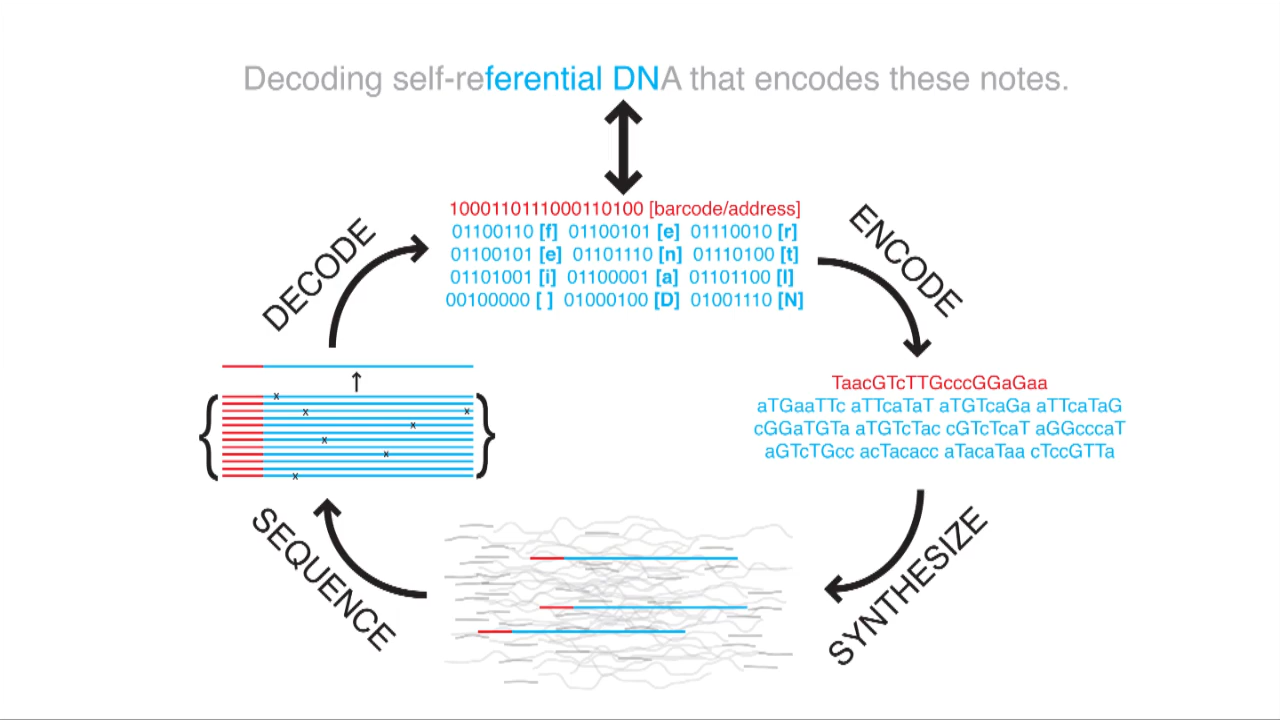 Decoding self-referential DNA that encodes these notes.
1000110111000110100 [barcode/address]
01100110 [f] 01100101 [e] 01110010 [r]
01100101 [e] 01101110 [n] 01110100 [t]
01101001 [i] 01100001 [a] 01101100 [l]
00100000 [ ] 01000100 [D] 01001110 [N]
DECODE
ENCODE
TaacGTcTTGcccGGaGaa
aTGaaTTc aTTcaTaT aTGTcaGa aTTcaTaG
cGGaTGTa aTGTcTac cGTcTcaT aGGcccaT
aGTcTGcc acTacacc aTacaTaa cTccGTTa
SEQUENCE
SYNTHESIZE